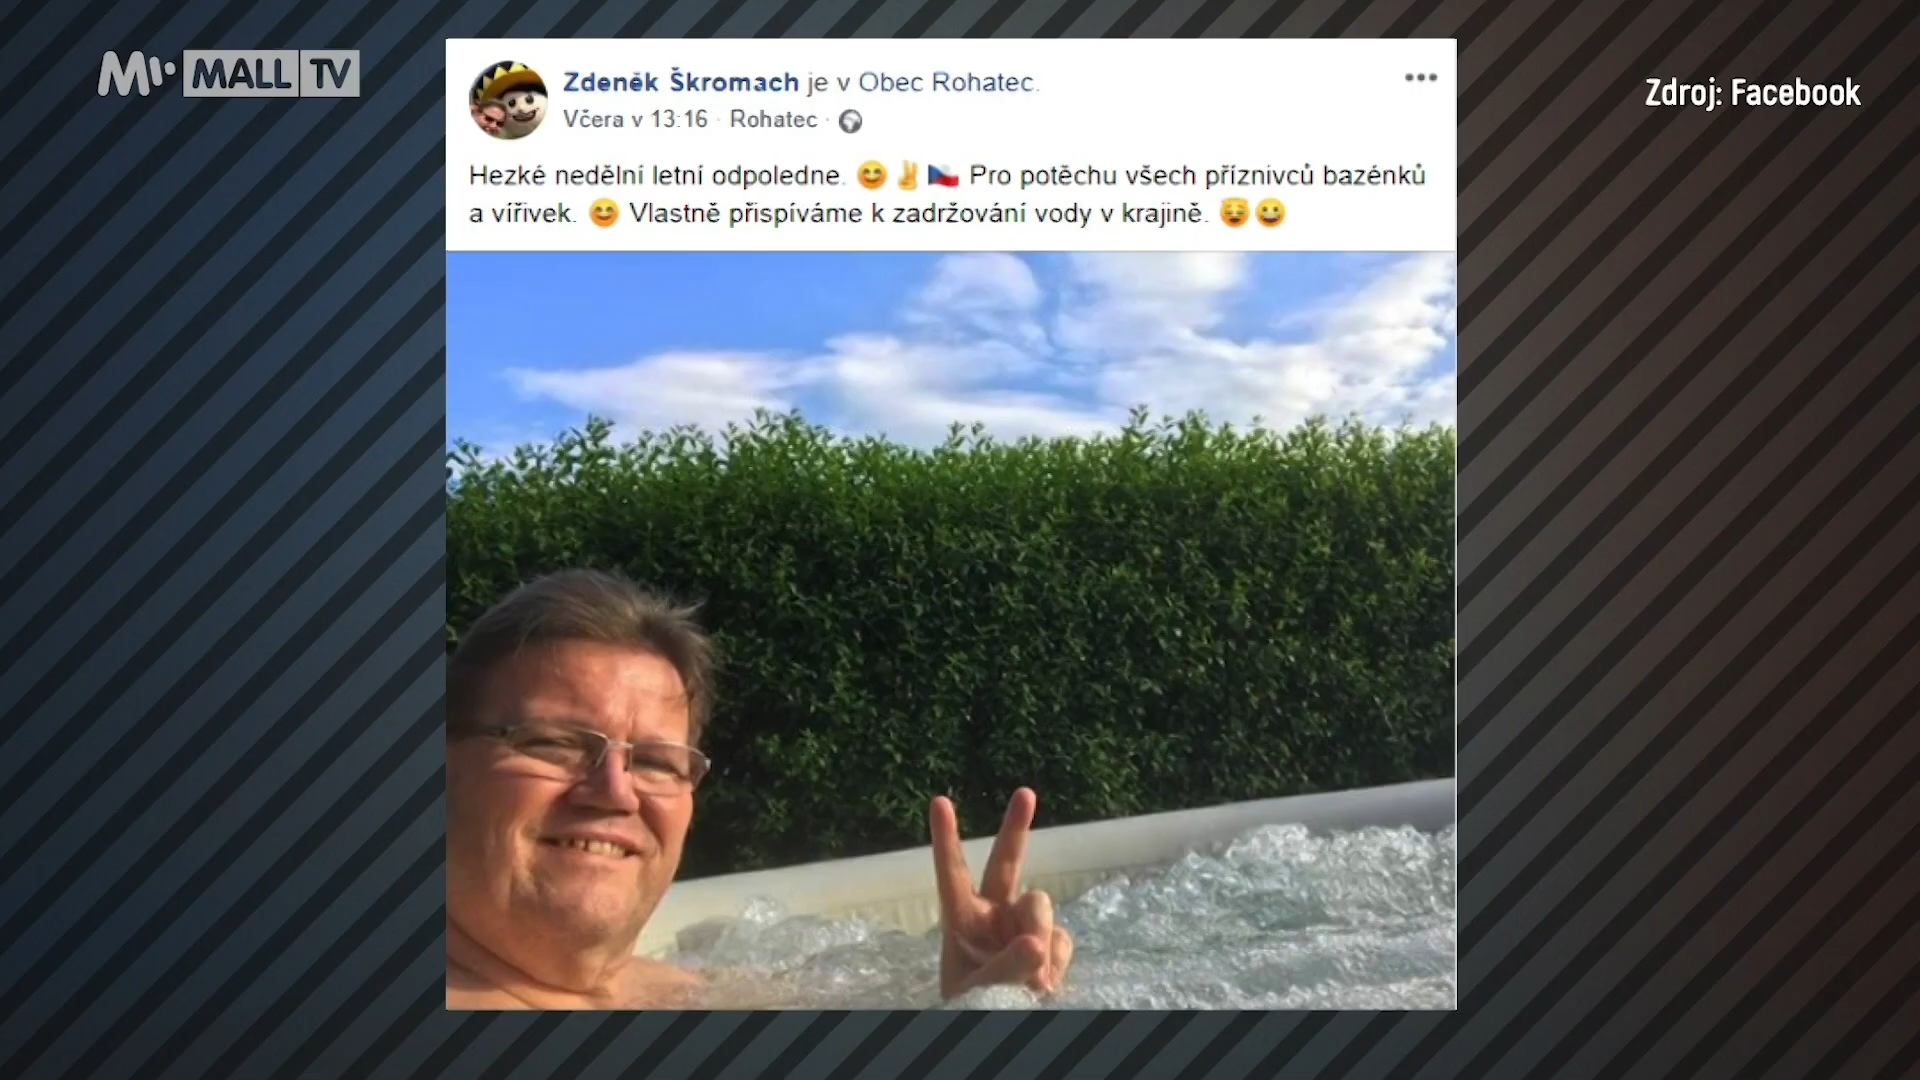 MALL TV
Zdroj: Facebook
Zdeněk Škromach je v Obec Rohatec.
Včera v 13:16 · Rohatec ·
Hezké nedělní letní odpoledne. 😊✌️🇨🇿 Pro potěchu všech příznivců bazénků
a vířivek. 😊 Vlastně přispíváme k zadržování vody v krajině. 😇😀